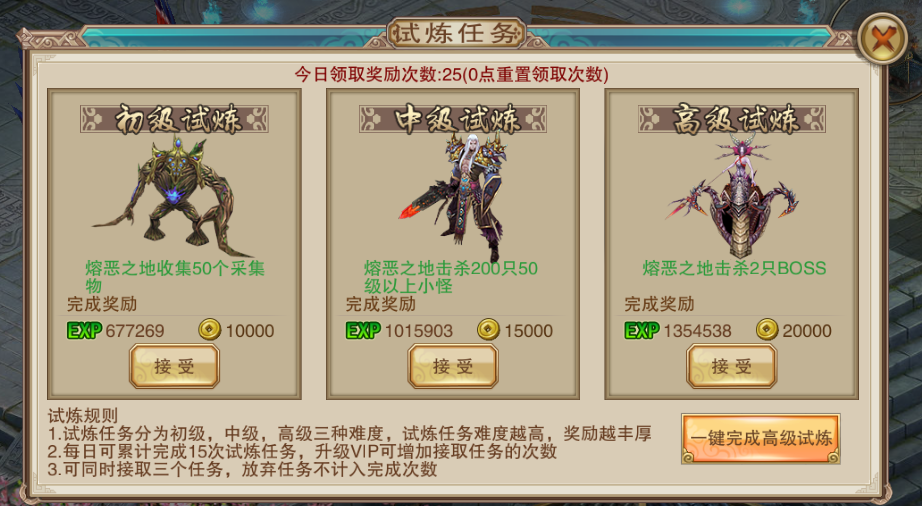 试炼任务
今日领取奖励次数:25(0点重置领取次数)
初级试炼
熔恶之地收集50个采集
物
完成奖励
EXP 677269 10000
接受
中级试炼
熔恶之地击杀200只50
级以上小怪
完成奖励
EXP 1015903 15000
接受
高级试炼
熔恶之地击杀2只BOSS
完成奖励
EXP 1354538 20000
接受
试炼规则
1.试炼任务分为初级，中级，高级三种难度，试炼任务难度越高，奖励越丰厚
2.每日可累计完成15次试炼任务，升级VIP可增加接取任务的次数
3.可同时接取三个任务，放弃任务不计入完成次数
一键完成高级试炼